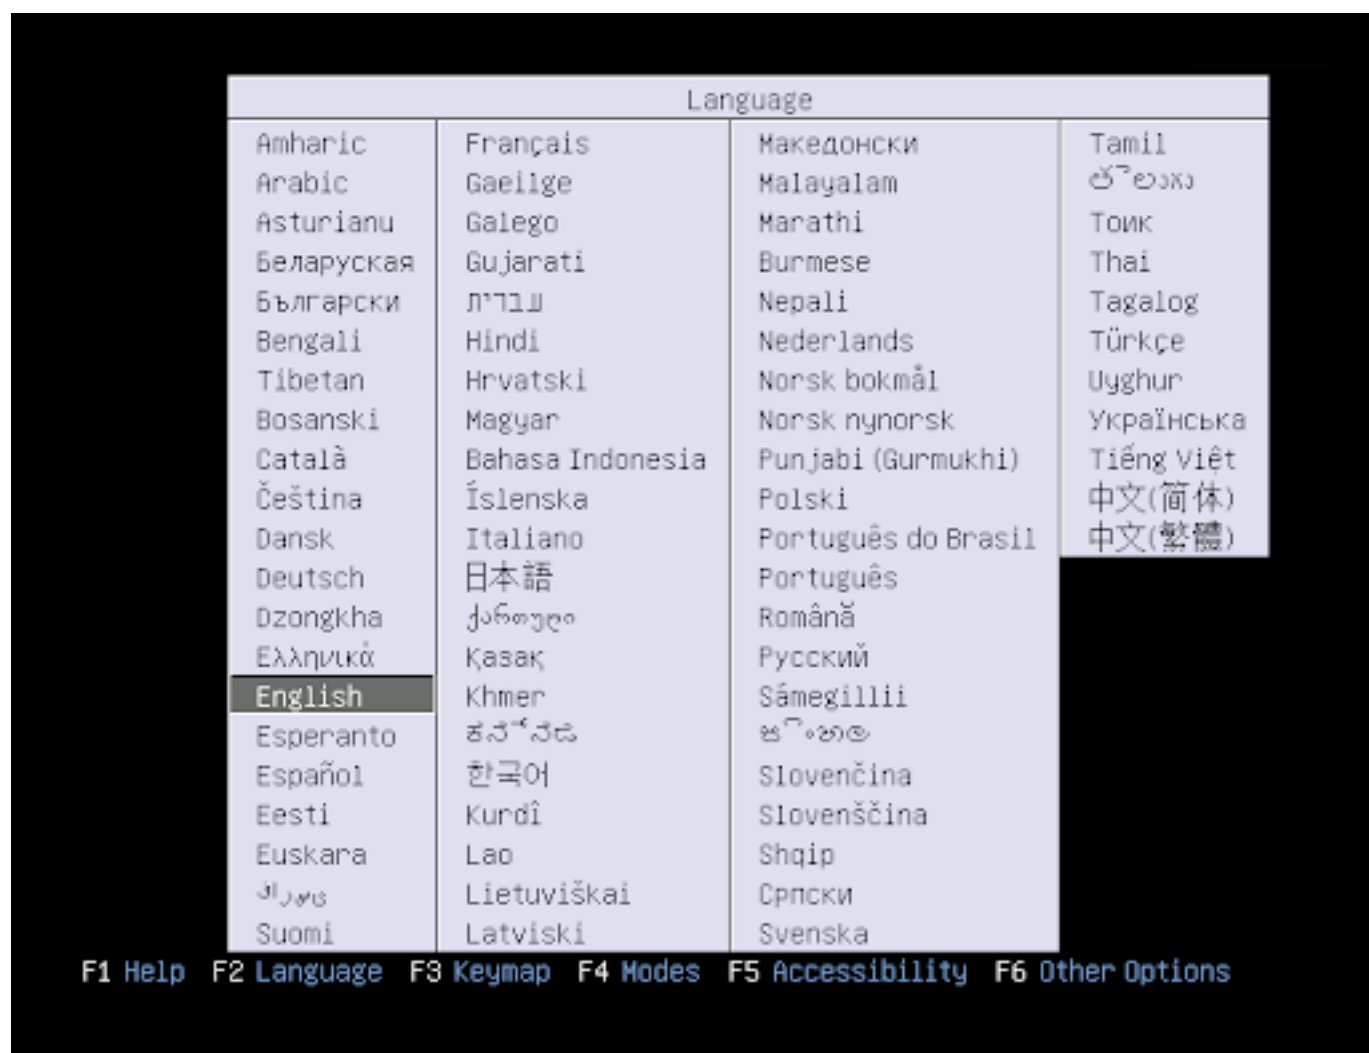 Language
Amharic
Arabic
Asturianu
Беларуская
Български
Bengali
Tibetan
Bosanski
Català
Čeština
Dansk
Deutsch
Dzongkha
Ελληνικά
English
Esperanto
Español
Eesti
Euskara
Suomi
Français
Gaeilge
Galego
Gujarati
עברית
Hindi
Hrvatski
Magyar
Bahasa Indonesia
Íslenska
Italiano
日本語
ქართული
Қазақ
Khmer
ಕನ್ನಡ
한국어
Kurdî
Lao
Lietuviškai
Latviski
Македонски
Malayalam
Marathi
Burmese
Nepali
Nederlands
Norsk bokmål
Norsk nynorsk
Punjabi (Gurmukhi)
Polski
Português do Brasil
Português
Română
Русский
Sámegillii
සිංහල
Slovenčina
Slovenščina
Shqip
Српски
Svenska
Tamil
తెలుగు
Тоик
Thai
Tagalog
Türkçe
Uyghur
Українська
Tiếng Việt
中文(简体)
中文(繁體)
F1 Help F2 Language F3 Keymap F4 Modes F5 Accessibility F6 Other Options